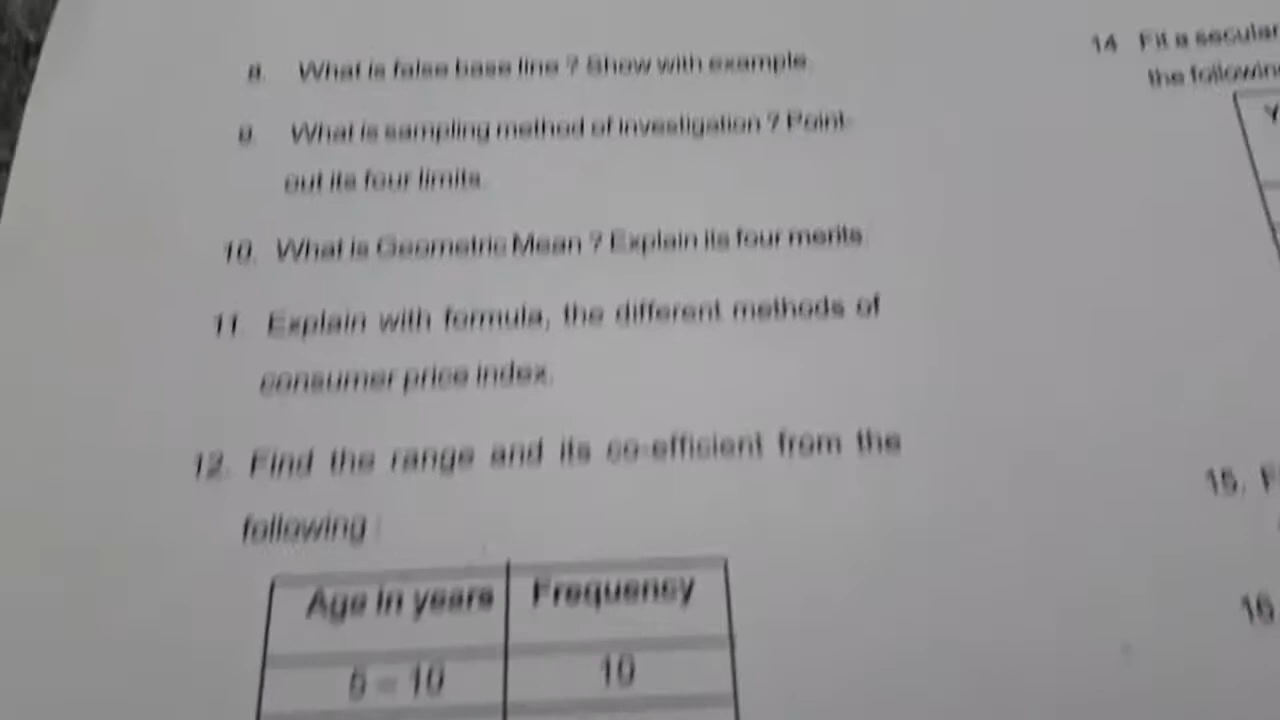 8. What is false base line ? Show with example.
9. What is sampling method of investigation ? Point
out its four limits.
10. What is Geometric Mean ? Explain its four merits.
11. Explain with formula, the different methods of
consumer price index.
12. Find the range and its co-efficient from the
following :
Age in years Frequency
10
14 Fit a secular
the following
15.
16